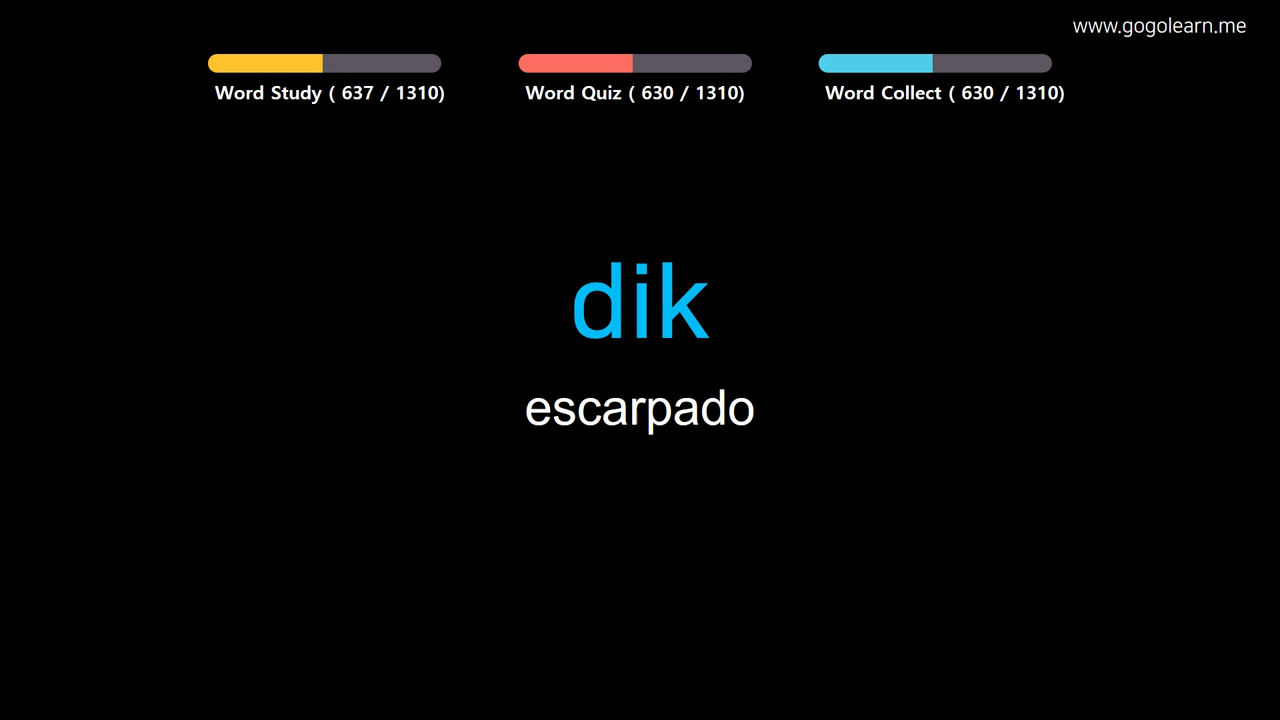 www.gogolearn.me
Word Study ( 637 / 1310)
Word Quiz ( 630 / 1310)
Word Collect ( 630 / 1310)
dik
escarpado